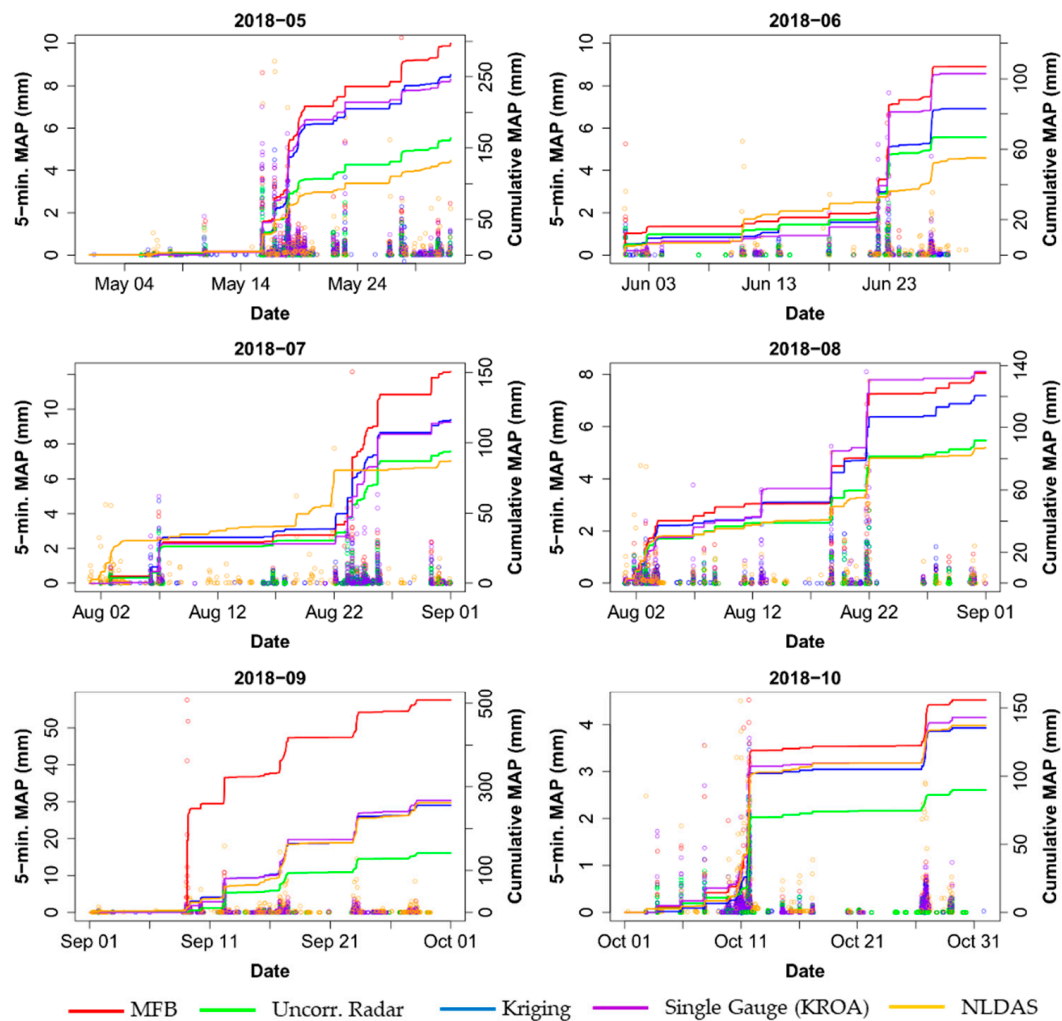 2018-05
2018-06
5-min. MAP (mm)
0 2 4 6 8 10
May 04 May 14 May 24
Date
0 50 150 250
Cumulative MAP (mm)
5-min. MAP (mm)
0 2 4 6 8 10
Jun 03 Jun 13 Jun 23
Date
0 20 60 100
Cumulative MAP (mm)
2018-07
2018-08
5-min. MAP (mm)
0 2 4 6 8 10 12
Aug 02 Aug 12 Aug 22 Sep 01
Date
0 50 100 150
Cumulative MAP (mm)
5-min. MAP (mm)
0 2 4 6 8
Aug 02 Aug 12 Aug 22 Sep 01
Date
0 20 60 100 140
Cumulative MAP (mm)
2018-09
2018-10
5-min. MAP (mm)
0 10 20 30 40 50
Sep 01 Sep 11 Sep 21 Oct 01
Date
0 100 300 500
Cumulative MAP (mm)
5-min. MAP (mm)
0 1 2 3 4
Oct 01 Oct 11 Oct 21 Oct 31
Date
0 50 100 150
Cumulative MAP (mm)
MFB Uncorr. Radar Kriging Single Gauge (KROA) NLDAS